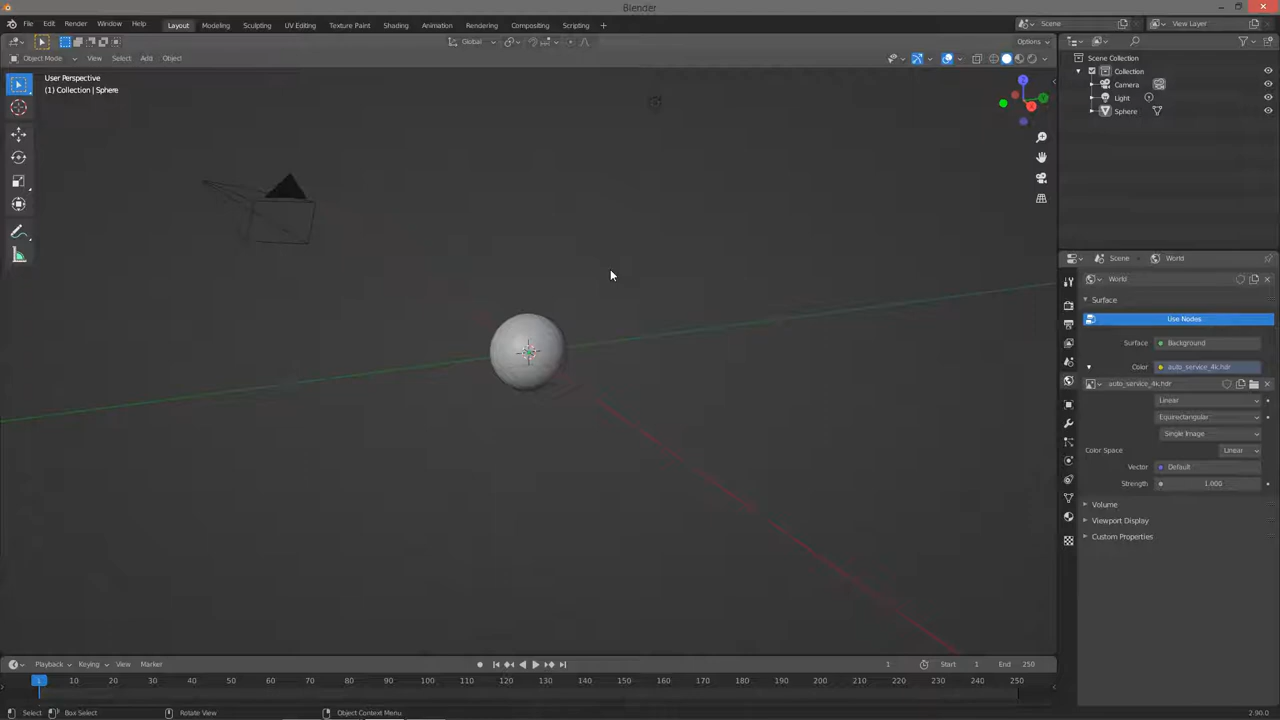 Blender
File Edit Render Window Help Layout Modeling Sculpting UV Editing Texture Paint Shading Animation Rendering Compositing Scripting + Scene View Layer
Global Options
Object Mode View Select Add Object
User Perspective
(1) Collection | Sphere
Scene Collection
Collection
Camera
Light
Sphere
Z
Y
X
Scene World
World
Surface
Use Nodes
Surface Background
Color auto_service_4k.hdr
auto_service_4k.hdr
Linear
Equirectangular
Single Image
Color Space Linear
Vector Default
Strength 1.000
Volume
Viewport Display
Custom Properties
Playback Keying View Marker 1 Start 1 End 250
1 10 20 30 40 50 60 70 80 90 100 110 120 130 140 150 160 170 180 190 200 210 220 230 240 250
Select Box Select Rotate View Object Context Menu 2.90.0